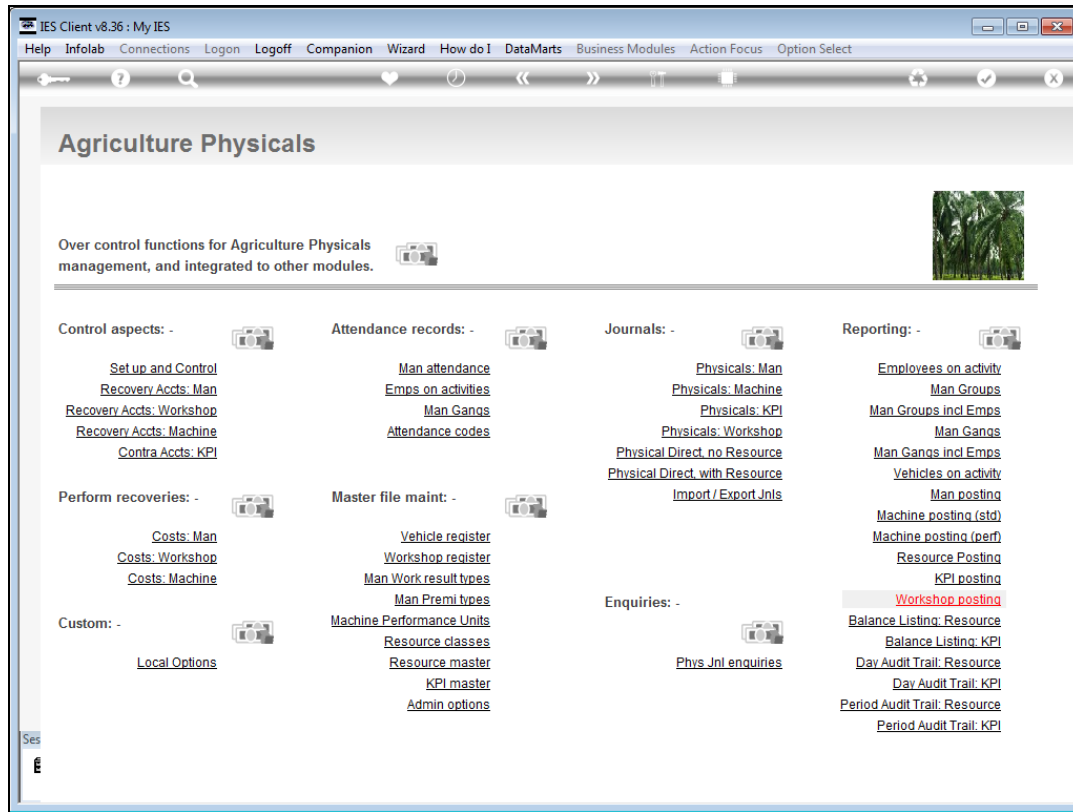 IES Client v8.36 : My IES
Help Infolab Connections Logon Logoff Companion Wizard How do I DataMarts Business Modules Action Focus Option Select
Agriculture Physicals
Over control functions for Agriculture Physicals
management, and integrated to other modules.
Control aspects: -
Set up and Control
Recovery Accts: Man
Recovery Accts: Workshop
Recovery Accts: Machine
Contra Accts: KPI
Perform recoveries: -
Costs: Man
Costs: Workshop
Costs: Machine
Custom: -
Local Options
Attendance records: -
Man attendance
Emps on activities
Man Gangs
Attendance codes
Master file maint: -
Vehicle register
Workshop register
Man Work result types
Man Premi types
Machine Performance Units
Resource classes
Resource master
KPI master
Admin options
Journals: -
Physicals: Man
Physicals: Machine
Physicals: KPI
Physicals: Workshop
Physical Direct, no Resource
Physical Direct, with Resource
Import / Export Jnls
Enquiries: -
Phys Jnl enquiries
Reporting: -
Employees on activity
Man Groups
Man Groups incl Emps
Man Gangs
Man Gangs incl Emps
Vehicles on activity
Man posting
Machine posting (std)
Machine posting (perf)
Resource Posting
KPI posting
Workshop posting
Balance Listing: Resource
Balance Listing: KPI
Day Audit Trail: Resource
Day Audit Trail: KPI
Period Audit Trail: Resource
Period Audit Trail: KPI
Ses